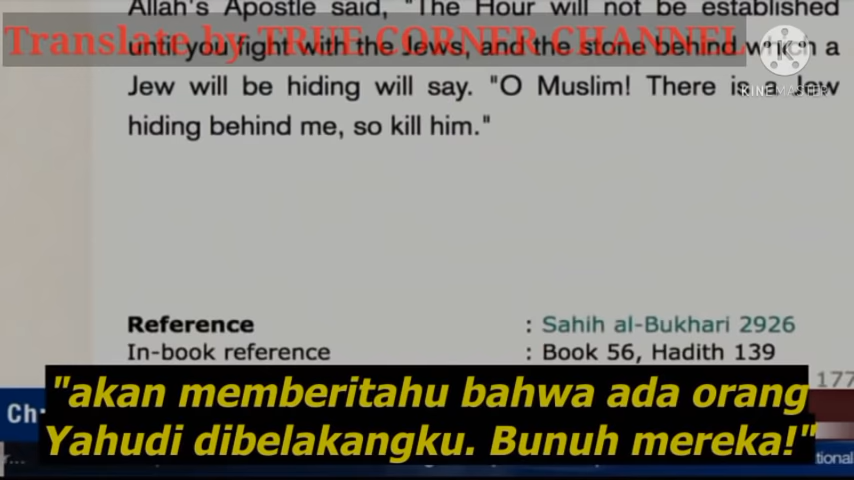 Allah's Apostle said, "The Hour will not be established
Translate by TRUE CORNER CHANNEL
until you fight with the Jews, and the stone behind which a
KINEMASTER
Jew will be hiding will say. "O Muslim! There is a Jew
hiding behind me, so kill him."
Reference : Sahih al-Bukhari 2926
In-book reference : Book 56, Hadith 139
177
"akan memberitahu bahwa ada orang
Yahudi dibelakangku. Bunuh mereka!"